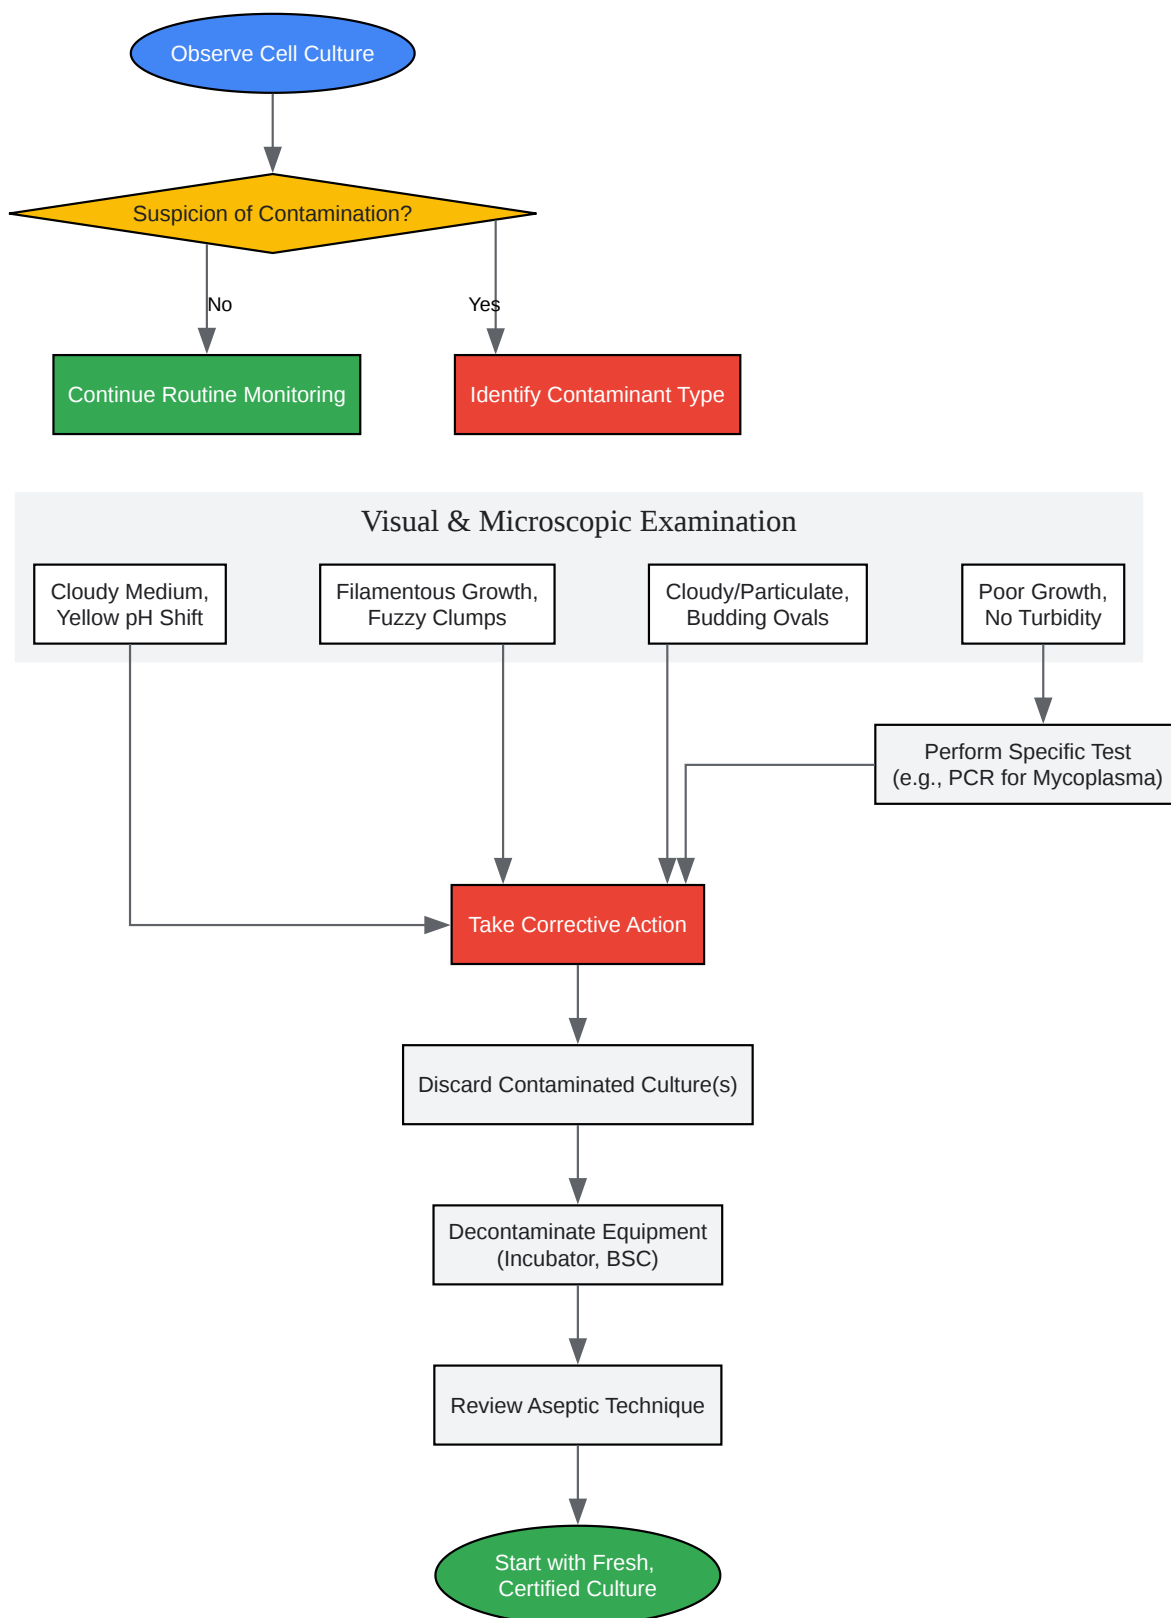 Observe Cell Culture
Suspicion of Contamination?
No
Yes
Continue Routine Monitoring
Identify Contaminant Type
Visual & Microscopic Examination
Cloudy Medium,
Yellow pH Shift
Filamentous Growth,
Fuzzy Clumps
Cloudy/Particulate,
Budding Ovals
Poor Growth,
No Turbidity
Perform Specific Test
(e.g., PCR for Mycoplasma)
Take Corrective Action
Discard Contaminated Culture(s)
Decontaminate Equipment
(Incubator, BSC)
Review Aseptic Technique
Start with Fresh,
Certified Culture